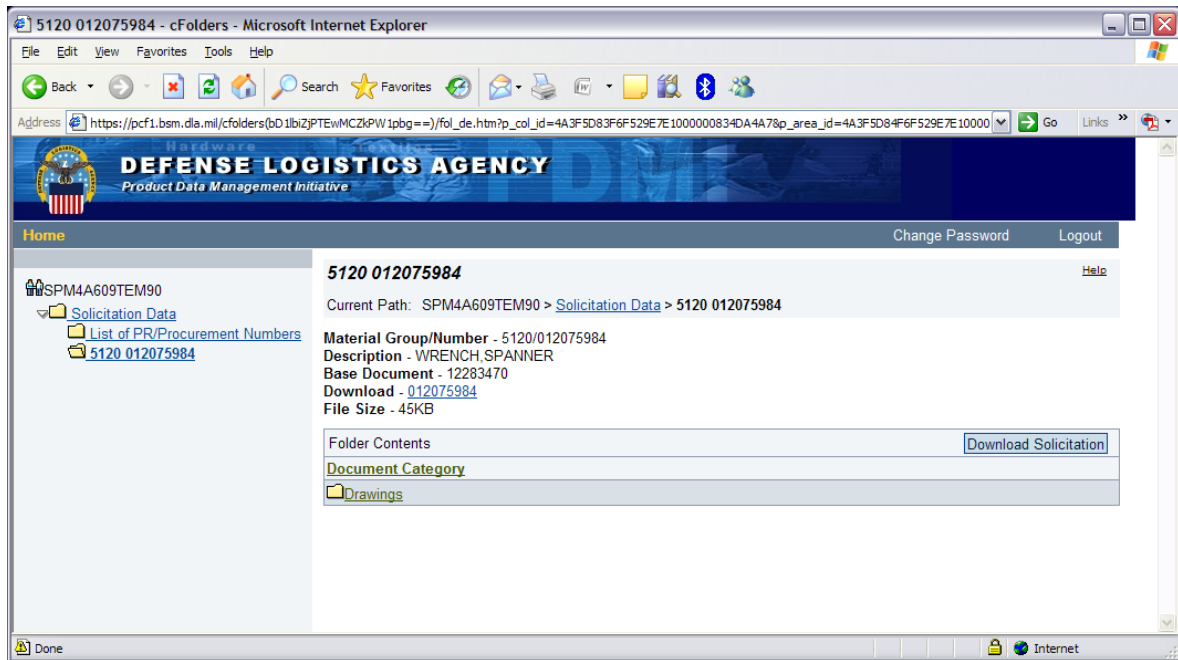 5120 012075984 - cFolders - Microsoft Internet Explorer
File Edit View Favorites Tools Help
Back Search Favorites
Address https://pcf1.bsm.dla.mil/cfolders(bD1lbiZjPTEwMCZkPW1pbg==)/fol_de.htm?p_col_id=4A3F5D83F6F529E7E1000000834DA4A7&p_area_id=4A3F5D84F6F529E7E10000 Go Links »
Hardware
DEFENSE LOGISTICS AGENCY
Product Data Management Initiative
PDMI
Home Change Password Logout
SPM4A609TEM90
Solicitation Data
List of PR/Procurement Numbers
5120 012075984
5120 012075984 Help
Current Path: SPM4A609TEM90 > Solicitation Data > 5120 012075984
Material Group/Number - 5120/012075984
Description - WRENCH,SPANNER
Base Document - 12283470
Download - 012075984
File Size - 45KB
Folder Contents Download Solicitation
Document Category
Drawings
Done Internet